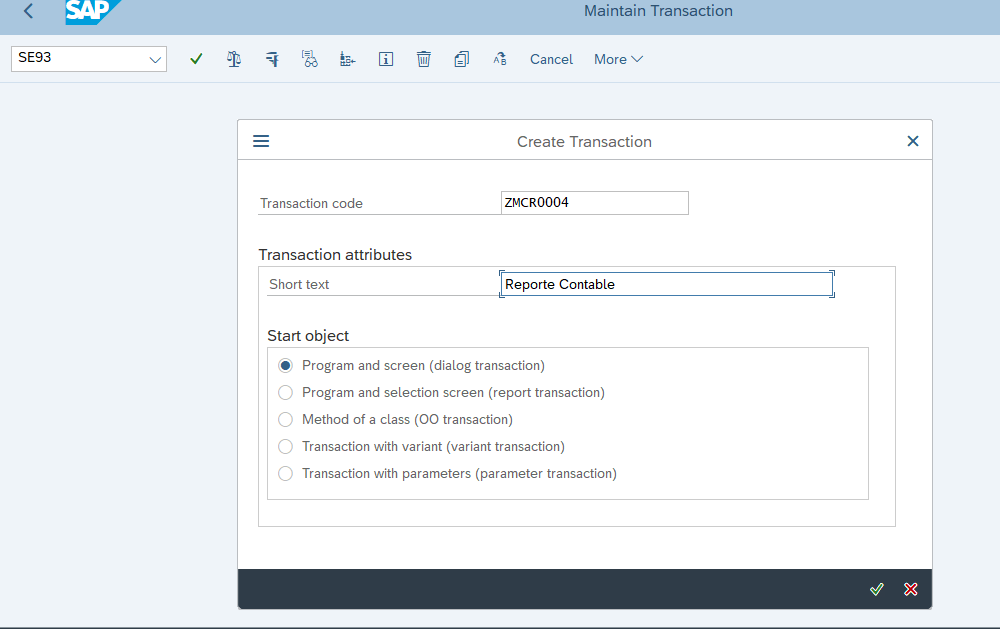 SAP
Maintain Transaction
SE93
Cancel More
Create Transaction
Transaction code ZMCR0004
Transaction attributes
Short text Reporte Contable
Start object
Program and screen (dialog transaction)
Program and selection screen (report transaction)
Method of a class (OO transaction)
Transaction with variant (variant transaction)
Transaction with parameters (parameter transaction)